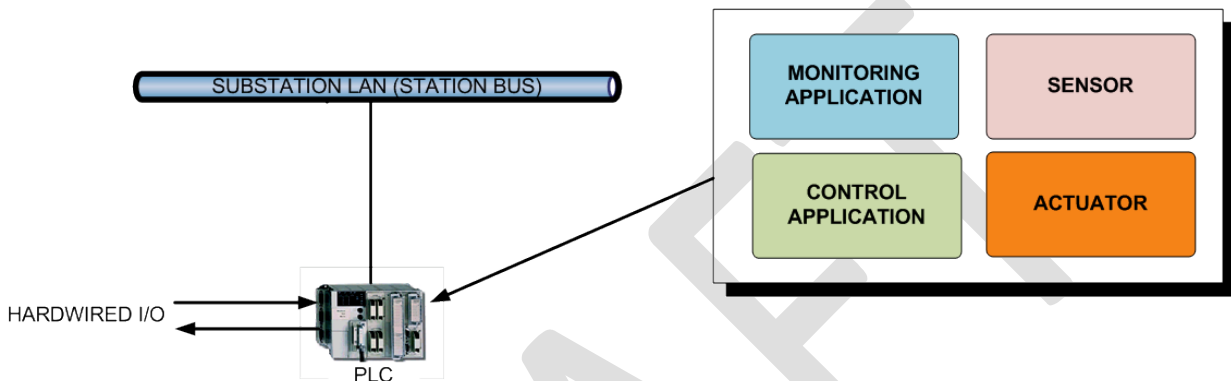 SUBSTATION LAN (STATION BUS)
MONITORING
APPLICATION
SENSOR
CONTROL
APPLICATION
ACTUATOR
HARDWIRED I/O
PLC